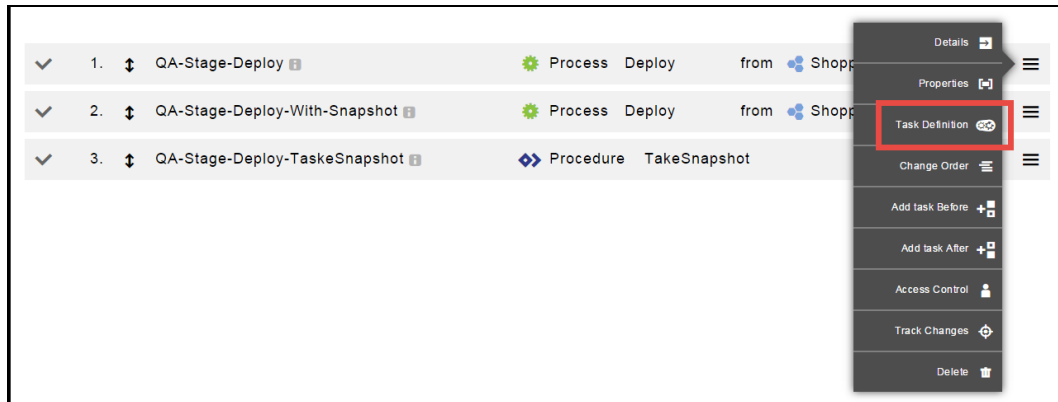 Details
1. QA-Stage-Deploy Process Deploy from Shopp
Properties
2. QA-Stage-Deploy-With-Snapshot Process Deploy from Shopp
Task Definition
3. QA-Stage-Deploy-TaskeSnapshot Procedure TakeSnapshot
Change Order
Add task Before
Add task After
Access Control
Track Changes
Delete